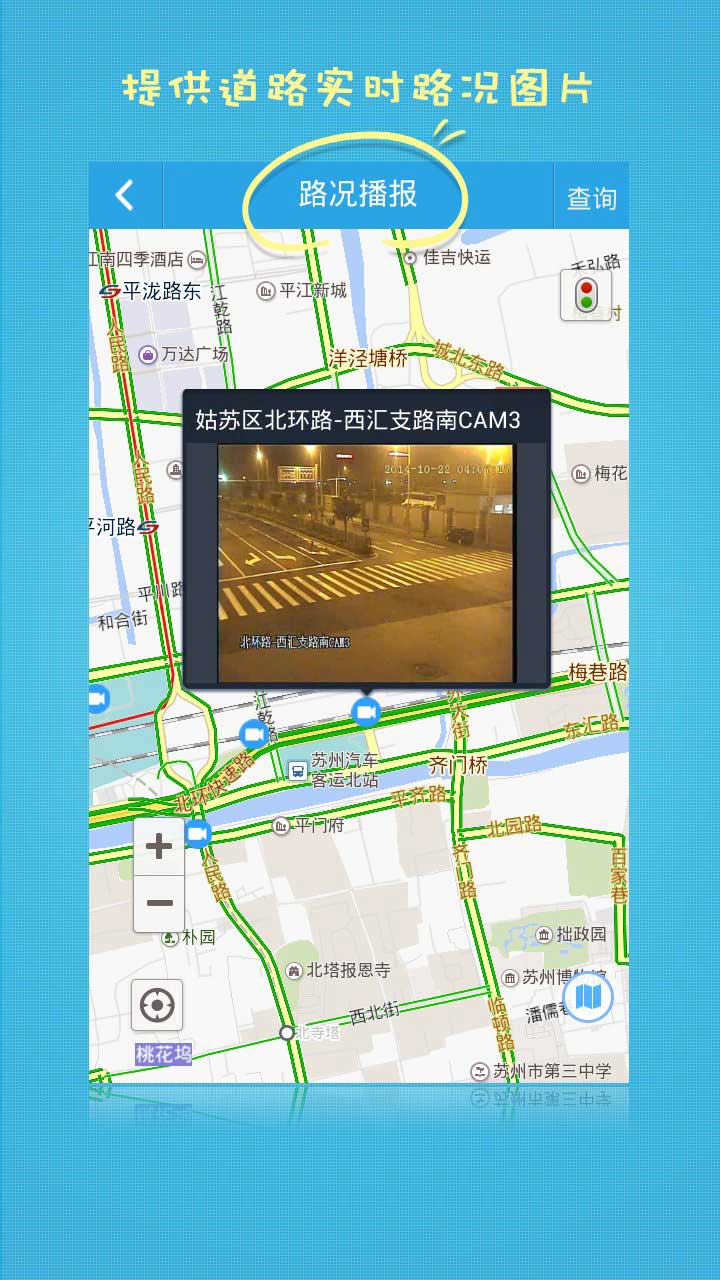 提供道路实时路况图片
路况播报
查询
江南四季酒店
佳吉快运
平泷路东
江乾路
平江新城
人民路
万达广场
洋泾塘桥
城北东路
姑苏区北环路-西汇支路南CAM3
2014-10-22 04:07:17
北环路-西汇支路南CAM3
人民路
梅花
平河路
平川路
和合街
梅巷路
江乾路
苏州汽车
客运北站
齐门桥
东汇路
北环快速路
平齐路
平门府
北园路
人民路
齐门路
百家巷
朴园
拙政园
北塔报恩寺
苏州博物馆
西北街
临顿路
北寺塔
桃花坞
苏州市第三中学